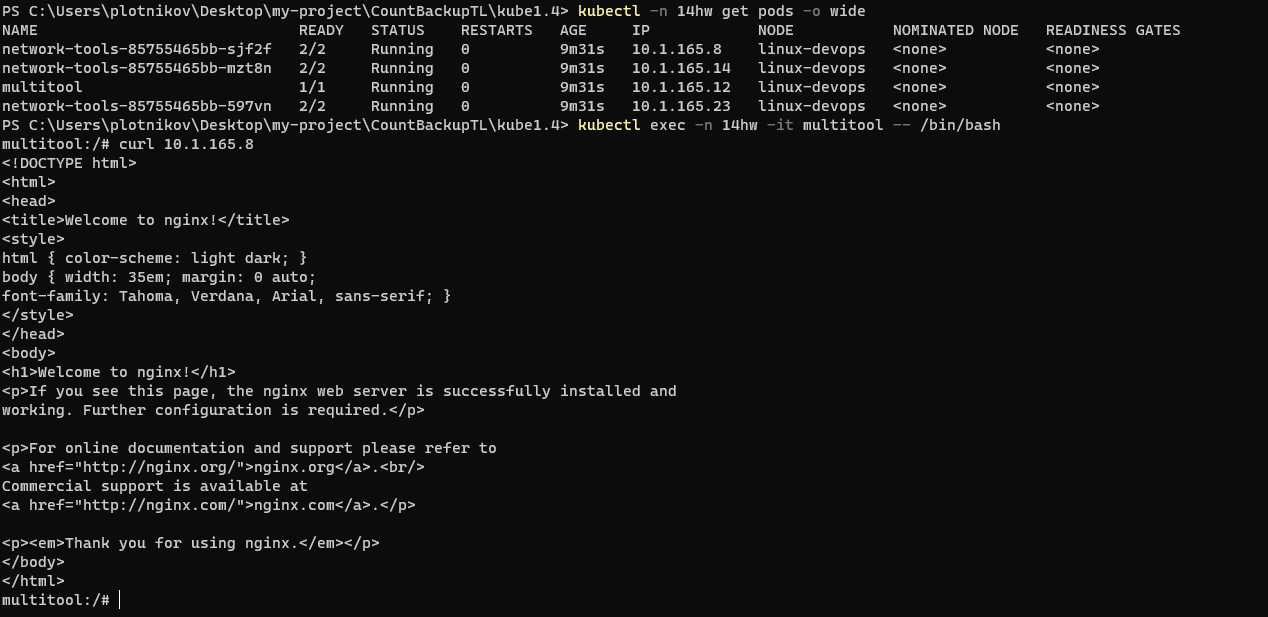 PS C:\Users\plotnikov\Desktop\my-project\CountBackupTL\kube1.4> kubectl -n 14hw get pods -o wide
NAME READY STATUS RESTARTS AGE IP NODE NOMINATED NODE READINESS GATES
network-tools-85755465bb-sjf2f 2/2 Running 0 9m31s 10.1.165.8 linux-devops <none> <none>
network-tools-85755465bb-mzt8n 2/2 Running 0 9m31s 10.1.165.14 linux-devops <none> <none>
multitool 1/1 Running 0 9m31s 10.1.165.12 linux-devops <none> <none>
network-tools-85755465bb-597vn 2/2 Running 0 9m31s 10.1.165.23 linux-devops <none> <none>
PS C:\Users\plotnikov\Desktop\my-project\CountBackupTL\kube1.4> kubectl exec -n 14hw -it multitool -- /bin/bash
multitool:/# curl 10.1.165.8
<!DOCTYPE html>
<html>
<head>
<title>Welcome to nginx!</title>
<style>
html { color-scheme: light dark; }
body { width: 35em; margin: 0 auto;
font-family: Tahoma, Verdana, Arial, sans-serif; }
</style>
</head>
<body>
<h1>Welcome to nginx!</h1>
<p>If you see this page, the nginx web server is successfully installed and
working. Further configuration is required.</p>

<p>For online documentation and support please refer to
<a href="http://nginx.org/">nginx.org</a>.<br/>
Commercial support is available at
<a href="http://nginx.com/">nginx.com</a>.</p>

<p><em>Thank you for using nginx.</em></p>
</body>
</html>
multitool:/#